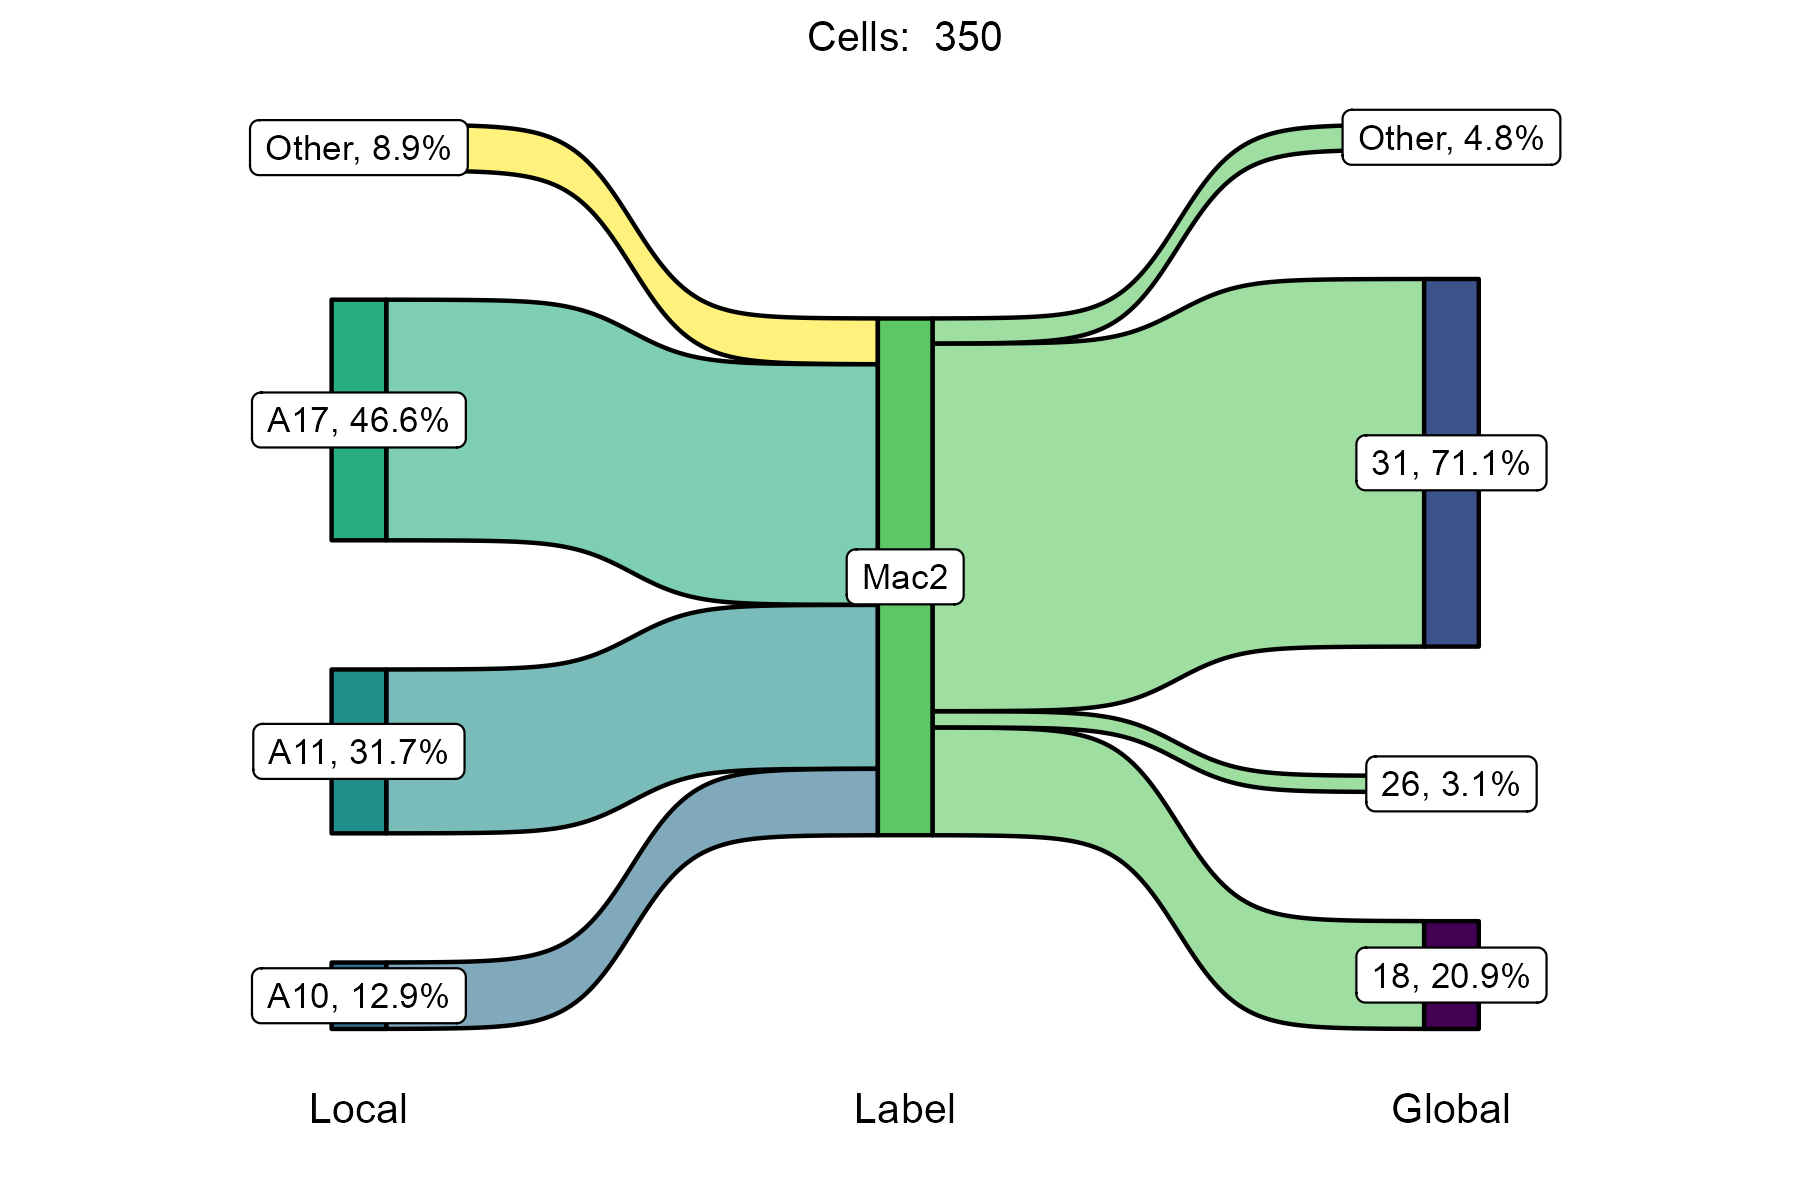 Cells:  350
Other, 8.9%
Other, 4.8%
A17, 46.6%
31, 71.1%
Mac2
A11, 31.7%
26, 3.1%
A10, 12.9%
18, 20.9%
Local
Label
Global